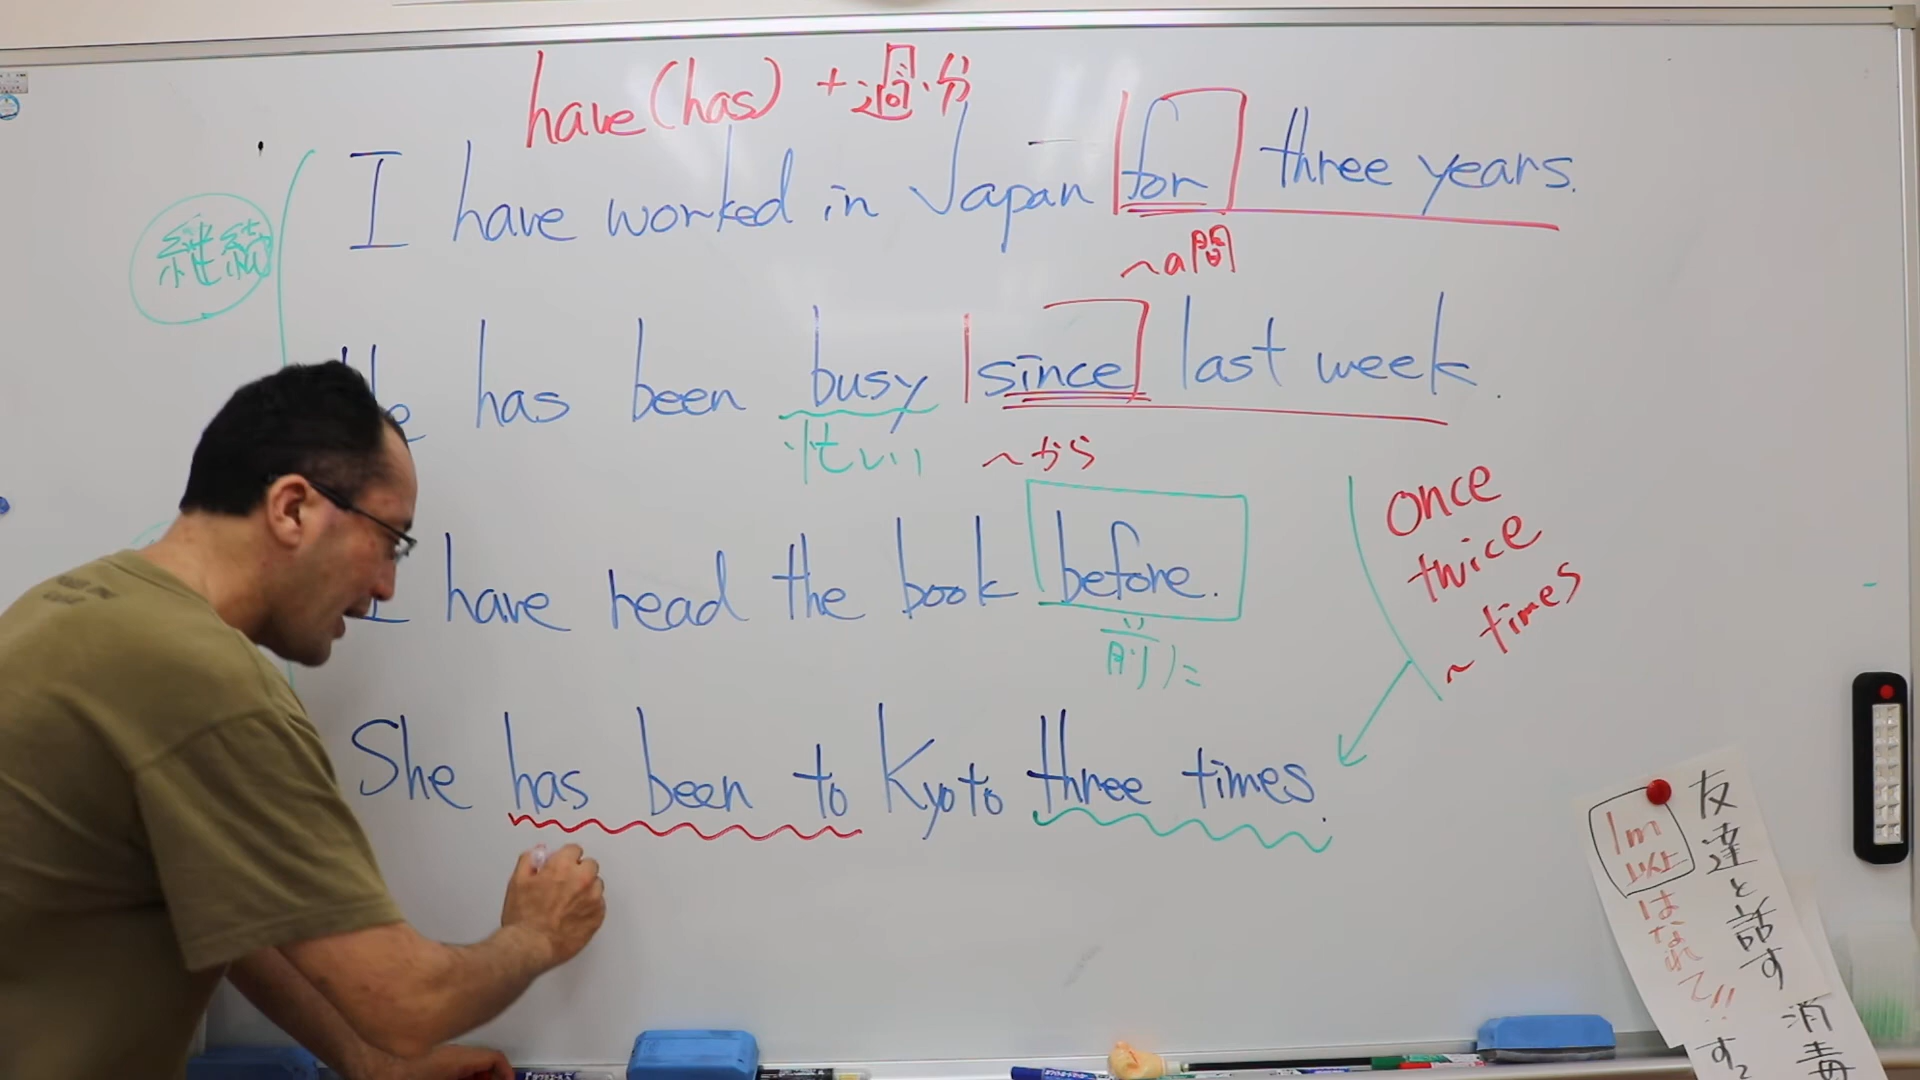 have(has) + 過·分
I have worked in Japan for three years.
〜の間
継続
He has been busy since last week.
忙しい
〜から
I have read the book before.
前に
once
twice
〜times
She has been to Kyoto three times.
友達と話す
1m
以上
はなれて!!
消毒
する